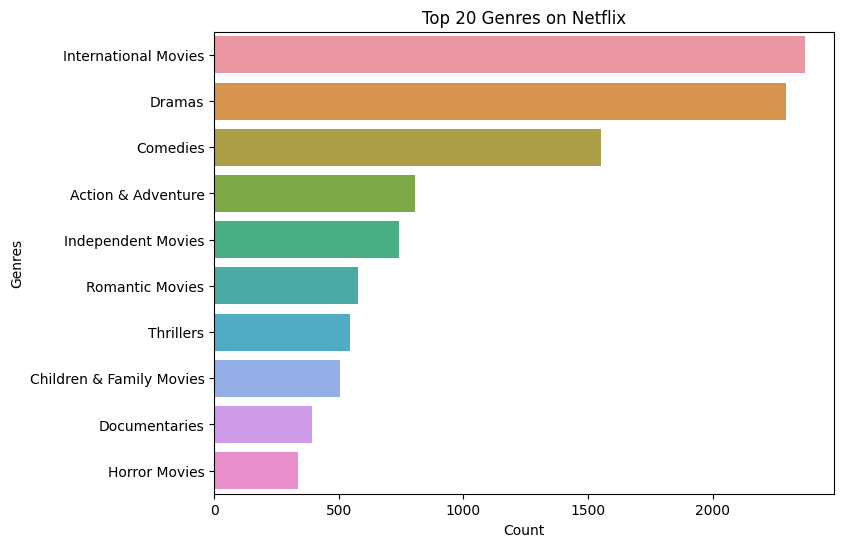 Top 20 Genres on Netflix
Genres
International Movies
Dramas
Comedies
Action & Adventure
Independent Movies
Romantic Movies
Thrillers
Children & Family Movies
Documentaries
Horror Movies
0 500 1000 1500 2000
Count